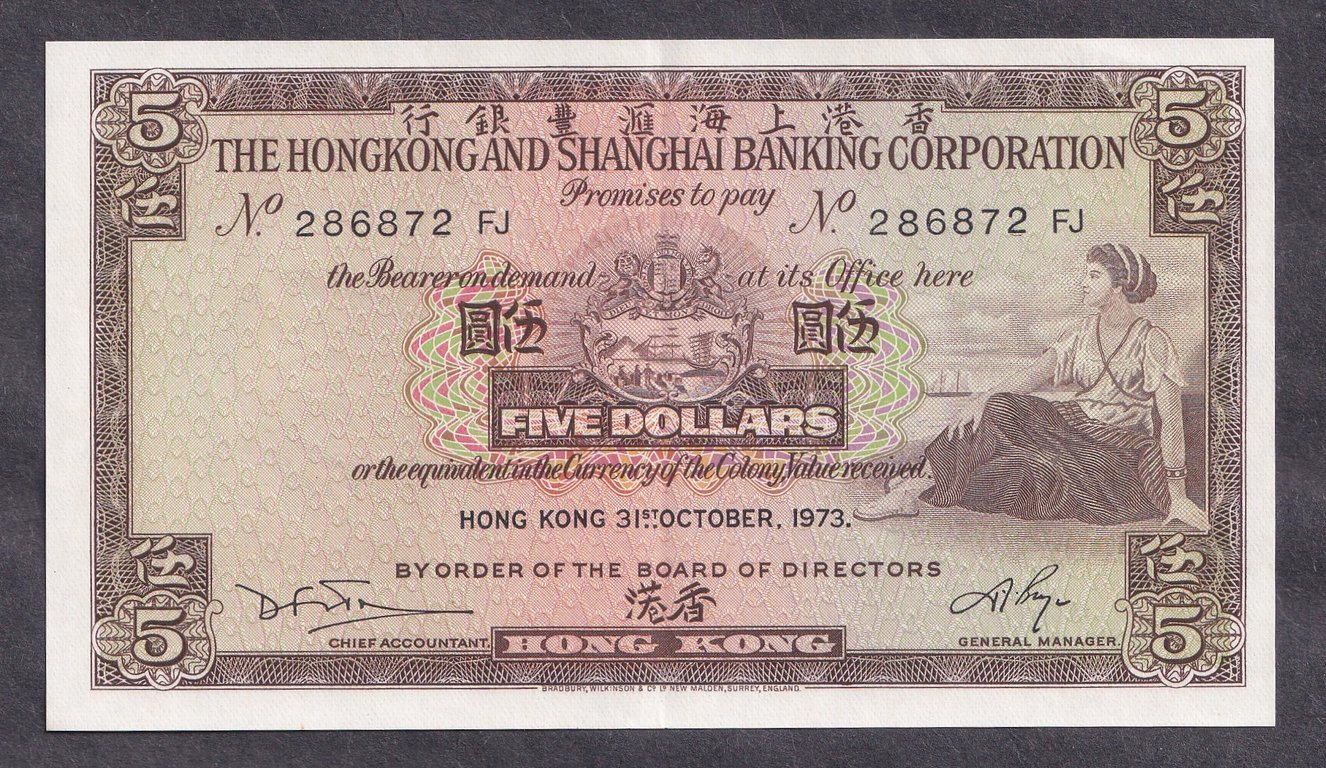 5 5
香港上海滙豐銀行
THE HONGKONG AND SHANGHAI BANKING CORPORATION
伍 伍
Promises to pay
No. 286872 FJ No. 286872 FJ
the Bearer on demand at its Office here
伍圓 伍圓
FIVE DOLLARS
or the equivalent in the Currency of the Colony, Value received.
HONG KONG 31ST. OCTOBER, 1973.
BY ORDER OF THE BOARD OF DIRECTORS
伍 伍
香港
5 5
CHIEF ACCOUNTANT. HONG KONG GENERAL MANAGER.
BRADBURY, WILKINSON & Co. Ld. NEW MALDEN, SURREY, ENGLAND.